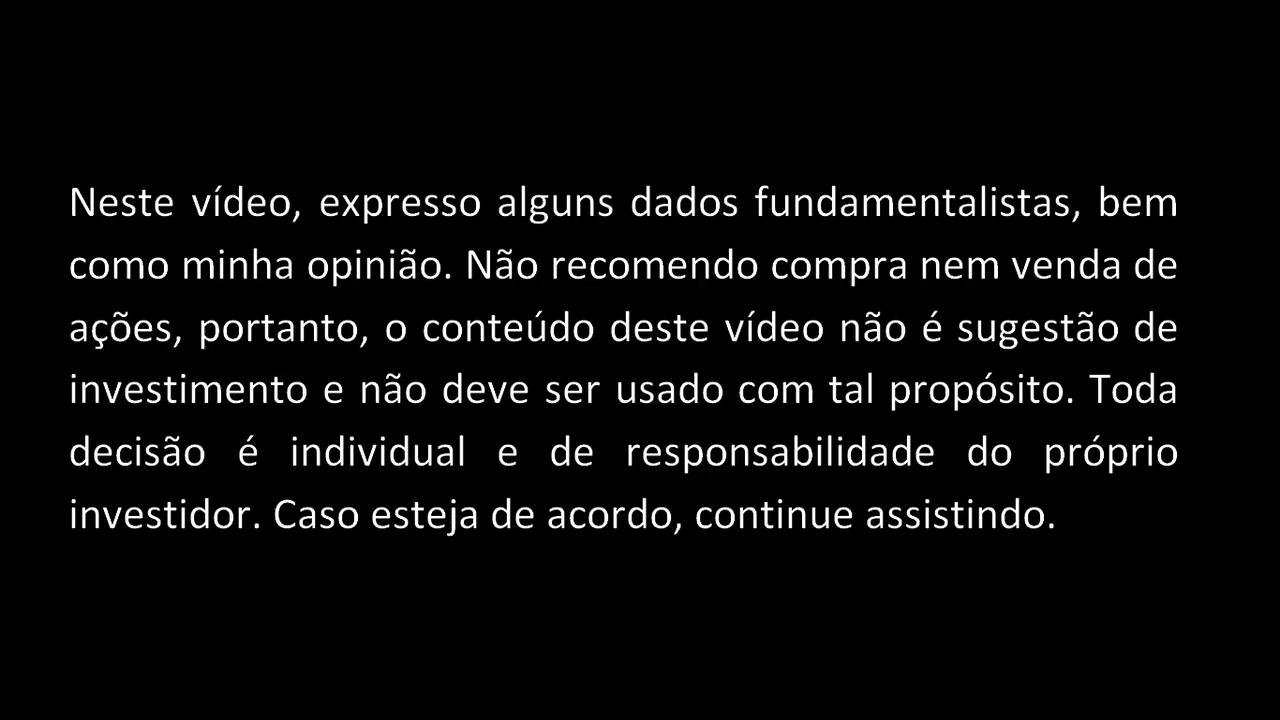 Neste vídeo, expresso alguns dados fundamentalistas, bem
como minha opinião. Não recomendo compra nem venda de
ações, portanto, o conteúdo deste vídeo não é sugestão de
investimento e não deve ser usado com tal propósito. Toda
decisão é individual e de responsabilidade do próprio
investidor. Caso esteja de acordo, continue assistindo.